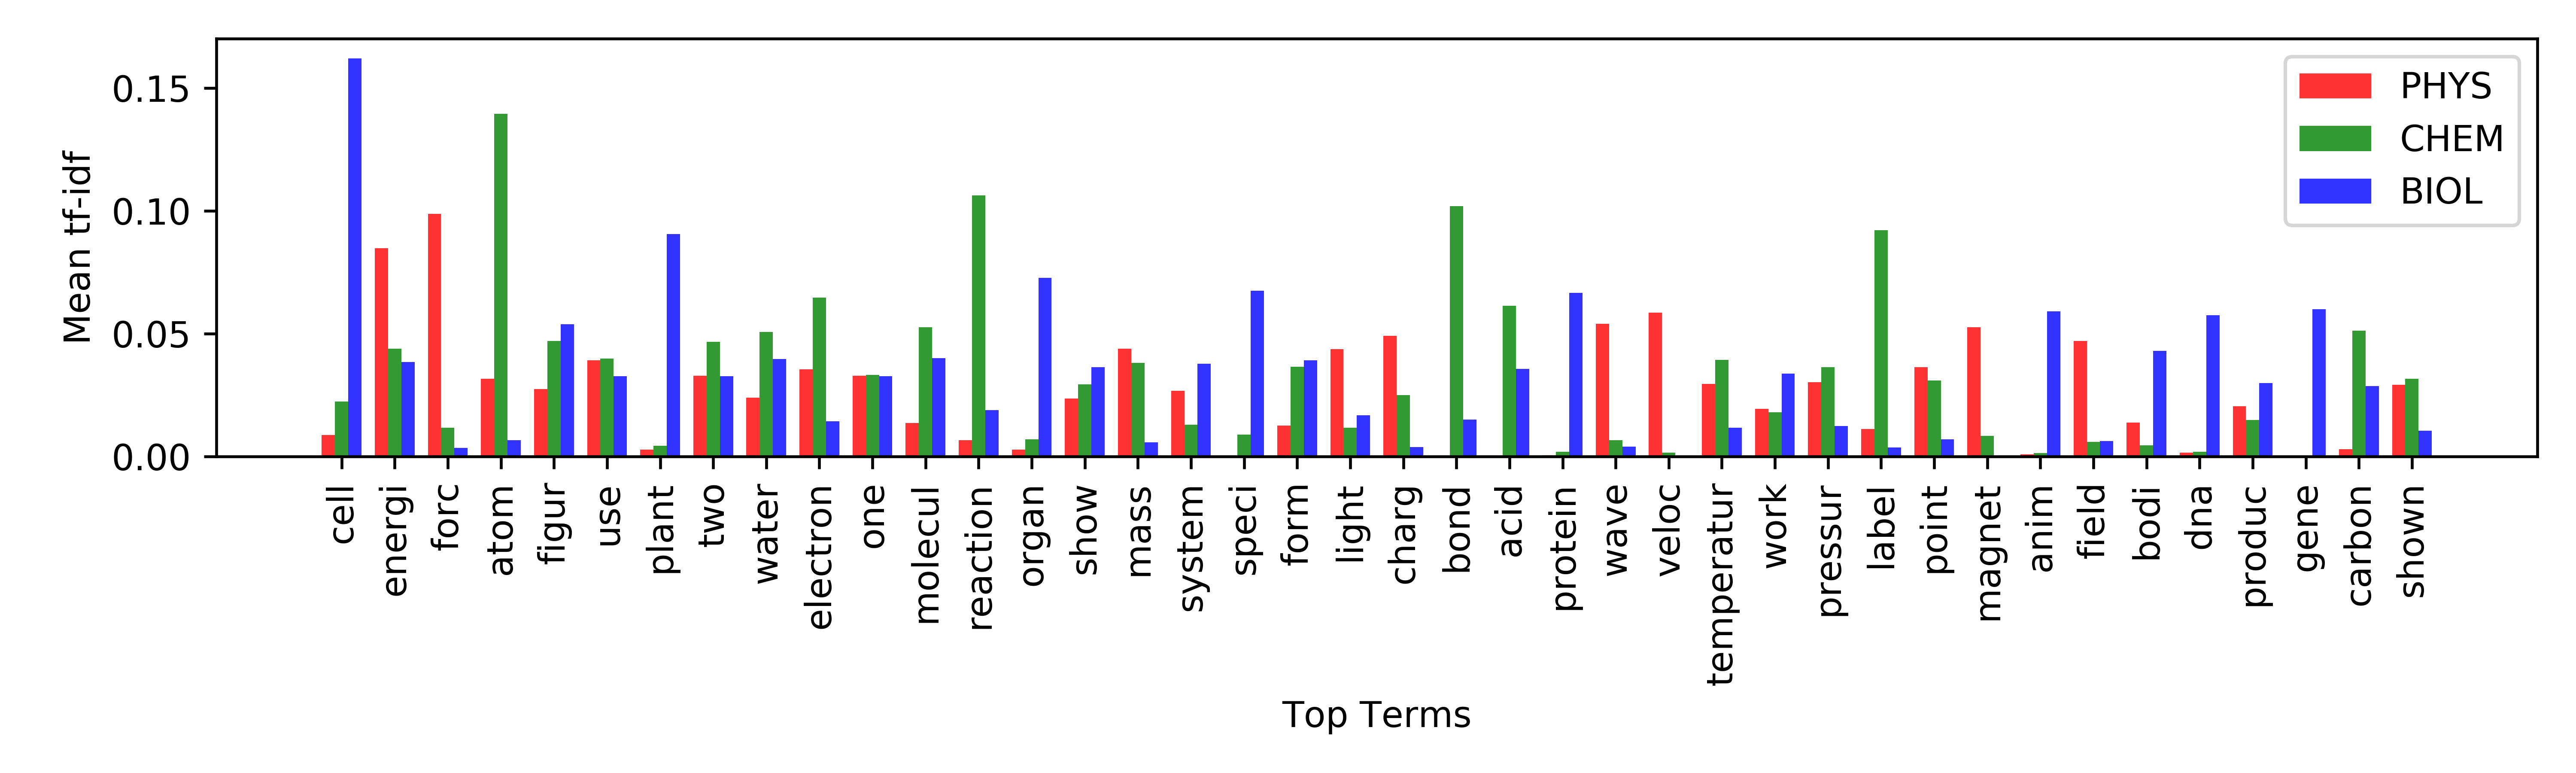 0.15
0.10
0.05
0.00
Mean tf-idf
PHYS
CHEM
BIOL
cell
energi
forc
atom
figur
use
plant
two
water
electron
one
molecul
reaction
organ
show
mass
system
speci
form
light
charg
bond
acid
protein
wave
veloc
temperatur
work
pressur
label
point
magnet
anim
field
bodi
dna
produc
gene
carbon
shown
Top Terms